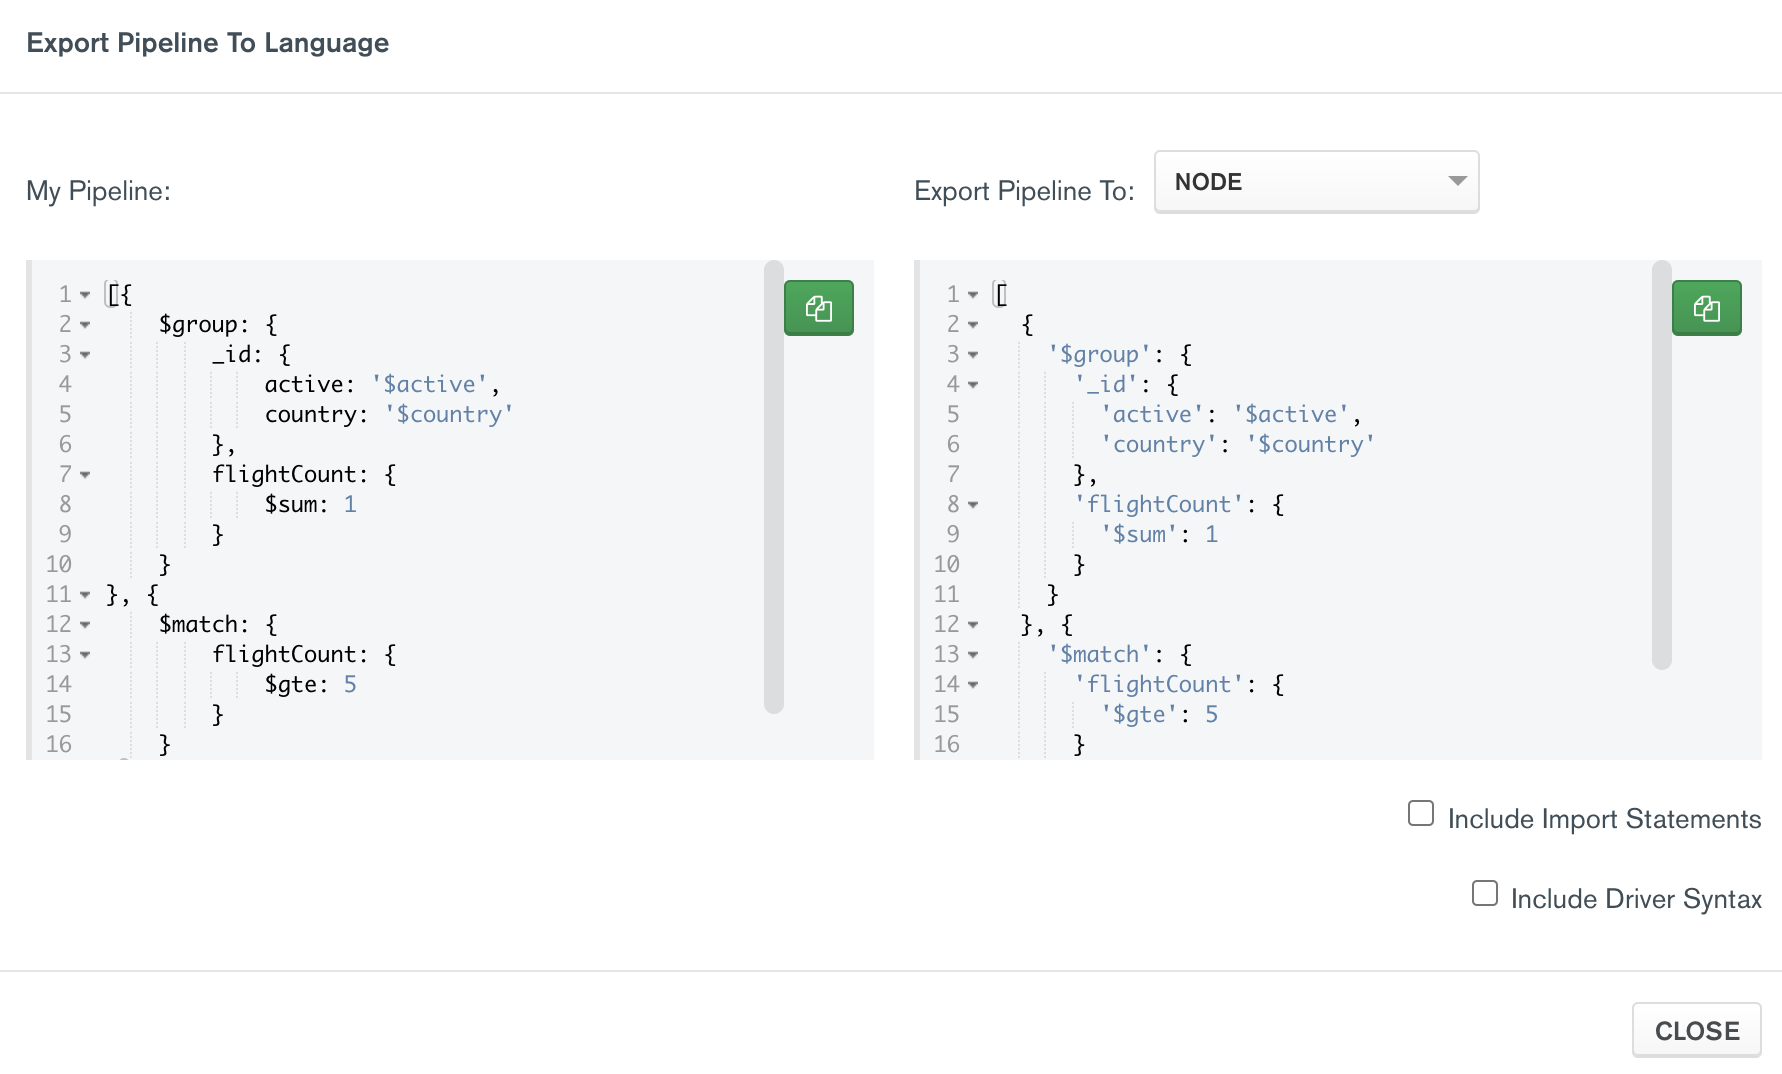 Export Pipeline To Language
My Pipeline:
1 [{
2     $group: {
3         _id: {
4             active: '$active',
5             country: '$country'
6         },
7         flightCount: {
8             $sum: 1
9         }
10     }
11 }, {
12     $match: {
13         flightCount: {
14             $gte: 5
15         }
16     }
Export Pipeline To: NODE
1 [
2   {
3     '$group': {
4       '_id': {
5         'active': '$active',
6         'country': '$country'
7       },
8       'flightCount': {
9         '$sum': 1
10       }
11     }
12   }, {
13     '$match': {
14       'flightCount': {
15         '$gte': 5
16       }
Include Import Statements
Include Driver Syntax
CLOSE